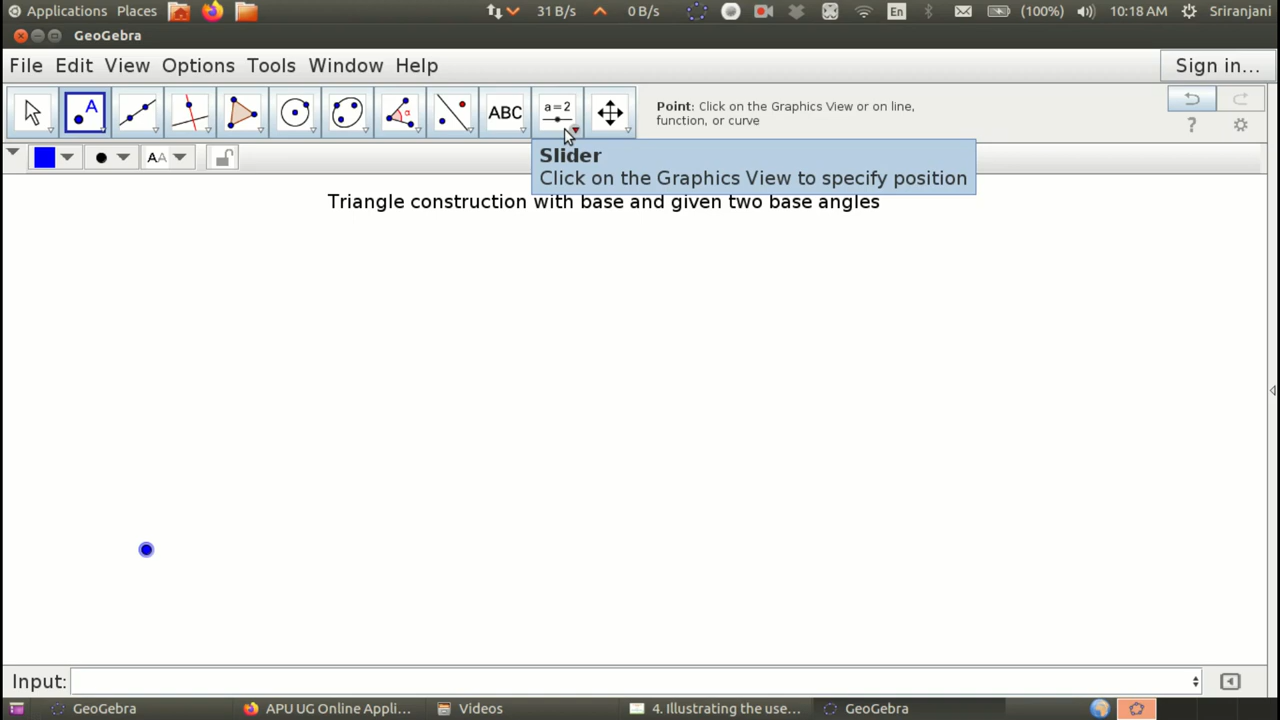 Applications Places 31 B/s 0 B/s En (100%) 10:18 AM Sriranjani
GeoGebra
File Edit View Options Tools Window Help Sign in...
A ABC a=2 α
Point: Click on the Graphics View or on line,
function, or curve
AA
Slider
Click on the Graphics View to specify position
Triangle construction with base and given two base angles
Input:
GeoGebra APU UG Online Appli... Videos 4. Illustrating the use... GeoGebra